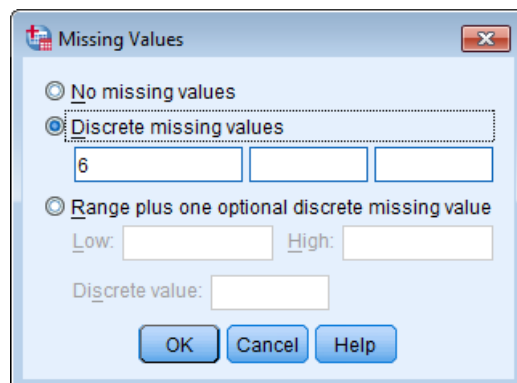 Missing Values
No missing values
Discrete missing values
6
Range plus one optional discrete missing value
Low: High:
Discrete value:
OK Cancel Help